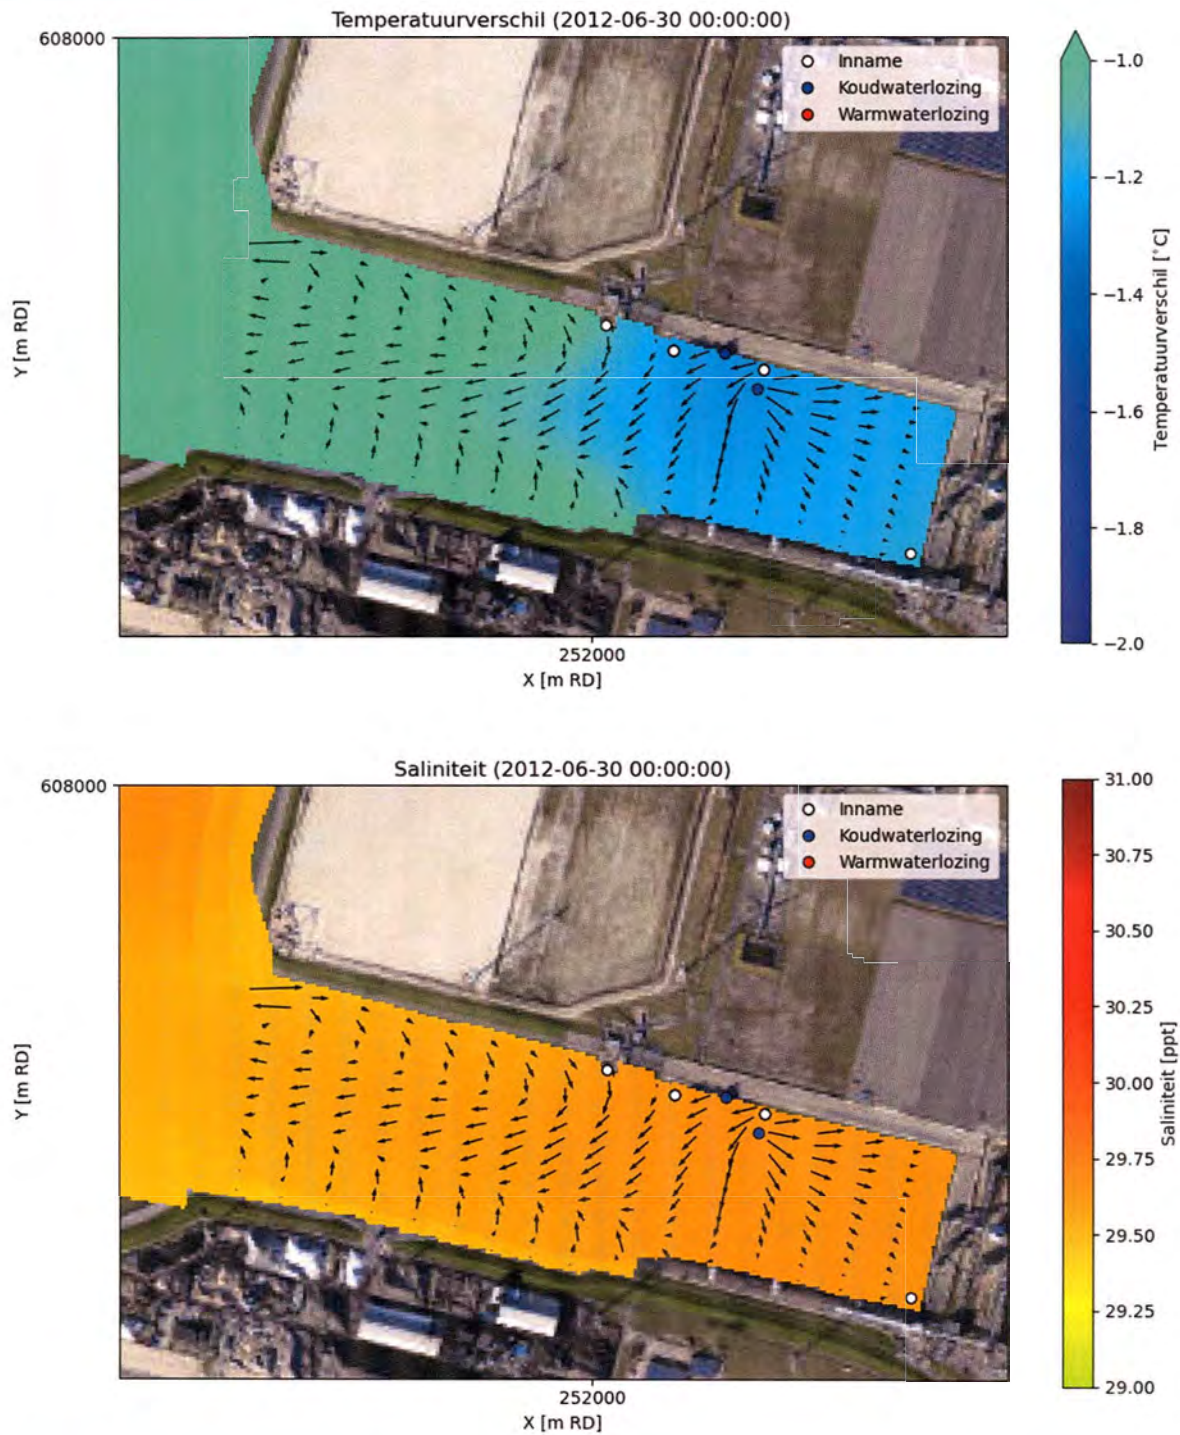 Temperatuurverschil (2012-06-30 00:00:00)
608000
Inname
Koudwaterlozing
Warmwaterlozing
Y [m RD]
252000
X [m RD]
−1.0
−1.2
−1.4
−1.6
−1.8
−2.0
Temperatuurverschil [°C]
Saliniteit (2012-06-30 00:00:00)
608000
Inname
Koudwaterlozing
Warmwaterlozing
Y [m RD]
252000
X [m RD]
31.00
30.75
30.50
30.25
30.00
29.75
29.50
29.25
29.00
Saliniteit [ppt]